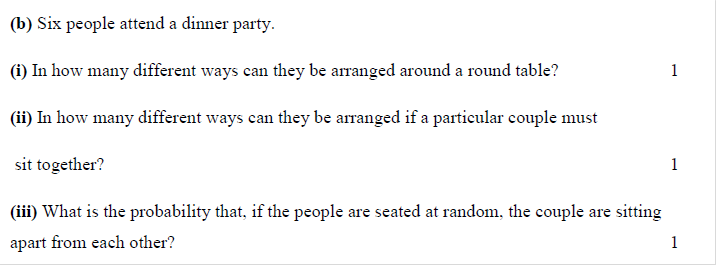 (b) Six people attend a dinner party.
(i) In how many different ways can they be arranged around a round table? 1
(ii) In how many different ways can they be arranged if a particular couple must
sit together? 1
(iii) What is the probability that, if the people are seated at random, the couple are sitting
apart from each other? 1